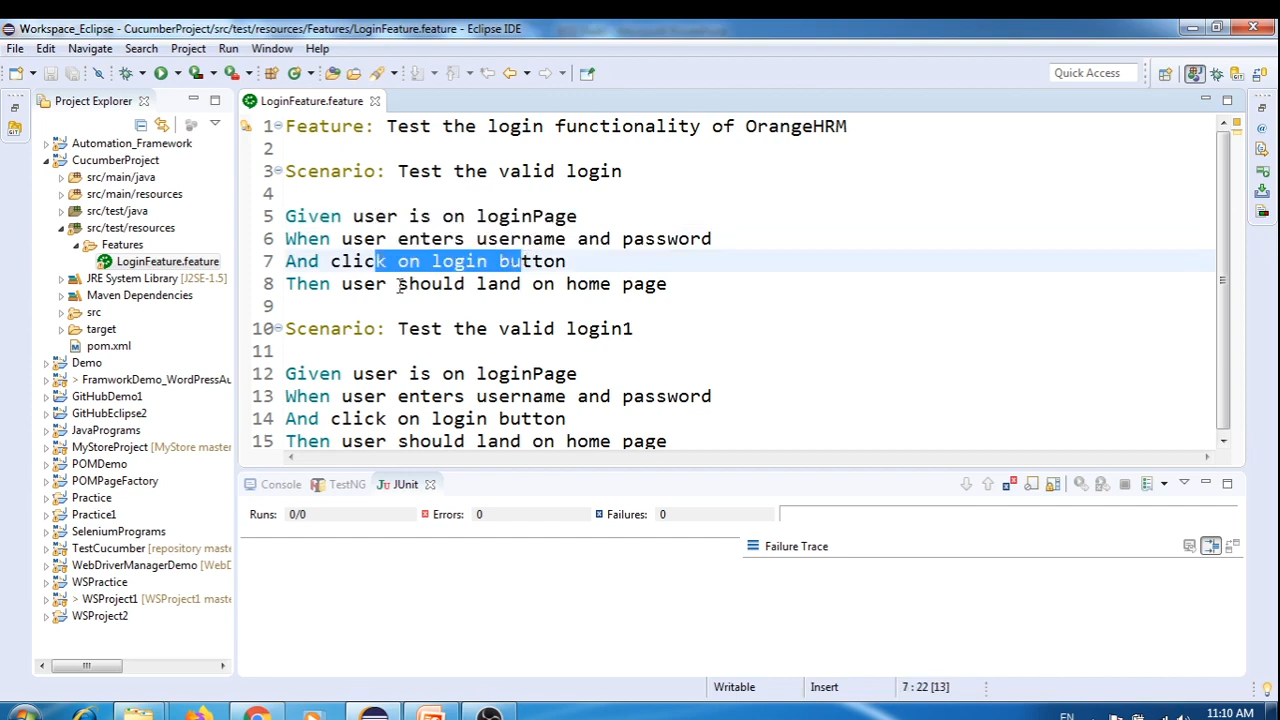 Workspace_Eclipse - CucumberProject/src/test/resources/Features/LoginFeature.feature - Eclipse IDE
File Edit Navigate Search Project Run Window Help
Quick Access
Project Explorer
Automation_Framework
CucumberProject
src/main/java
src/main/resources
src/test/java
src/test/resources
Features
LoginFeature.feature
JRE System Library [J2SE-1.5]
Maven Dependencies
src
target
pom.xml
Demo
> FramworkDemo_WordPressAu
GitHubDemo1
GitHubEclipse2
JavaPrograms
MyStoreProject [MyStore master
POMDemo
POMPageFactory
Practice
Practice1
SeleniumPrograms
TestCucumber [repository mast
WebDriverManagerDemo [WebD
WSPractice
> WSProject1 [WSProject1 maste
WSProject2
LoginFeature.feature
1 Feature: Test the login functionality of OrangeHRM
2
3 Scenario: Test the valid login
4
5 Given user is on loginPage
6 When user enters username and password
7 And click on login button
8 Then user should land on home page
9
10 Scenario: Test the valid login1
11
12 Given user is on loginPage
13 When user enters username and password
14 And click on login button
15 Then user should land on home page
Console TestNG JUnit
Runs: 0/0 Errors: 0 Failures: 0
Failure Trace
Writable Insert 7 : 22 [13]
EN 11:10 AM